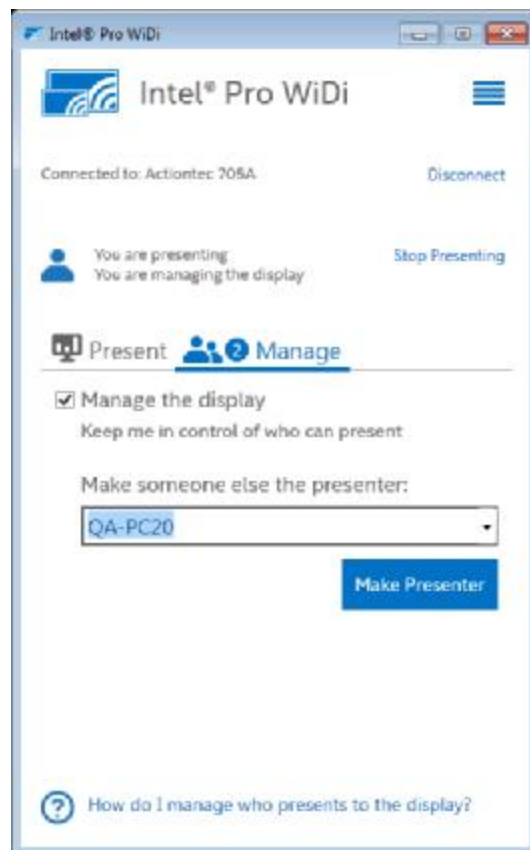 Intel® Pro WiDi
Intel® Pro WiDi
Connected to: Actiontec 705A Disconnect
You are presenting Stop Presenting
You are managing the display
Present 2 Manage
Manage the display
Keep me in control of who can present
Make someone else the presenter:
QA-PC20
Make Presenter
? How do I manage who presents to the display?